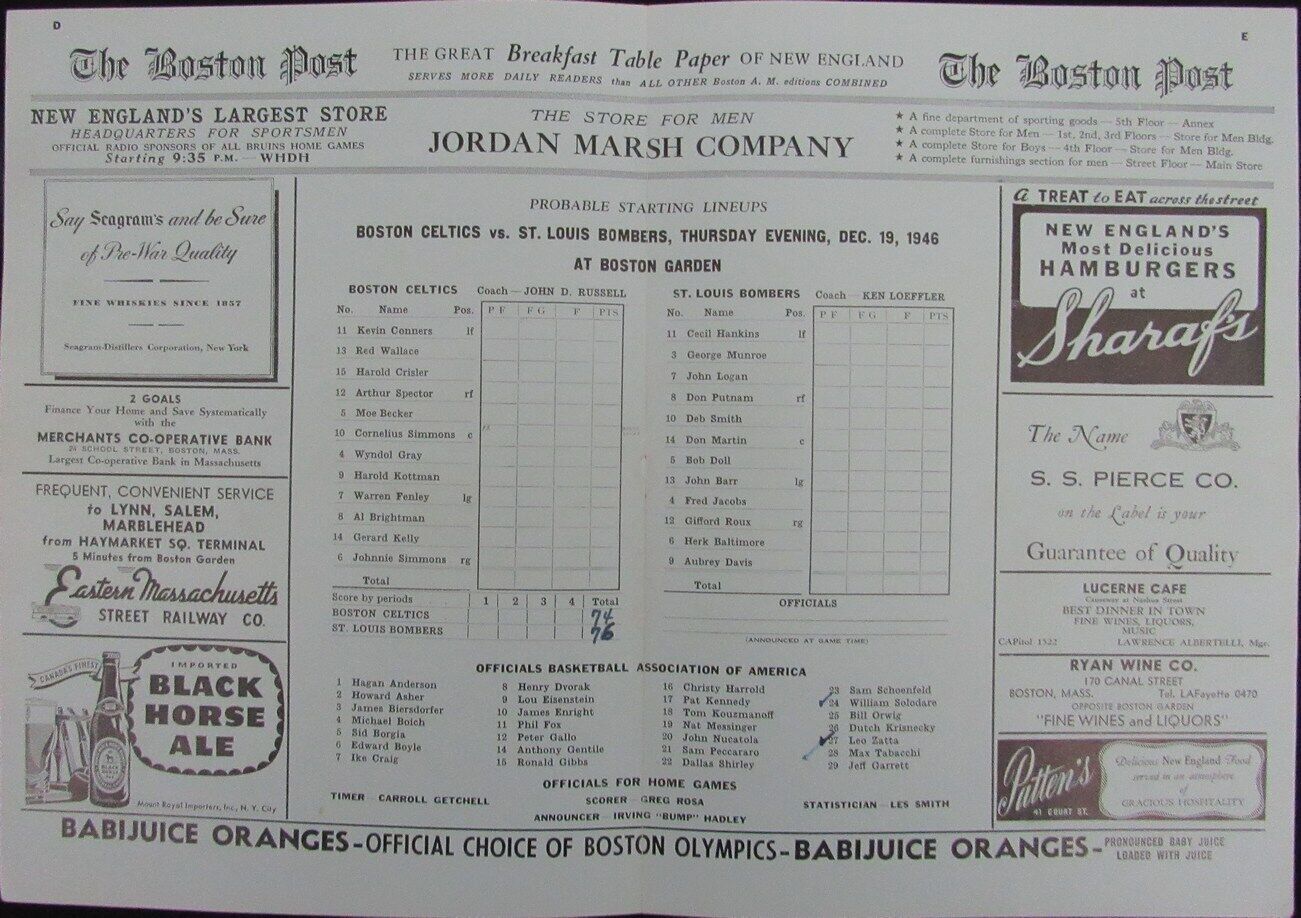 D
E
The Boston Post
THE GREAT Breakfast Table Paper OF NEW ENGLAND
SERVES MORE DAILY READERS than ALL OTHER Boston A. M. editions COMBINED
The Boston Post
NEW ENGLAND'S LARGEST STORE
HEADQUARTERS FOR SPORTSMEN
OFFICIAL RADIO SPONSORS OF ALL BRUINS HOME GAMES
Starting 9:35 P.M. — WHDH
THE STORE FOR MEN
JORDAN MARSH COMPANY
★ A fine department of sporting goods — 5th Floor — Annex
★ A complete Store for Men — 1st, 2nd, 3rd Floors — Store for Men Bldg.
★ A complete Store for Boys — 4th Floor — Store for Men Bldg.
★ A complete furnishings section for men — Street Floor — Main Store
Say Seagram's and be Sure
of Pre-War Quality
FINE WHISKIES SINCE 1857
Seagram-Distillers Corporation, New York
2 GOALS
Finance Your Home and Save Systematically
with the
MERCHANTS CO-OPERATIVE BANK
24 SCHOOL STREET, BOSTON, MASS.
Largest Co-operative Bank in Massachusetts
FREQUENT, CONVENIENT SERVICE
to LYNN, SALEM,
MARBLEHEAD
from HAYMARKET SQ. TERMINAL
5 Minutes from Boston Garden
Eastern Massachusetts
STREET RAILWAY CO.
CANADA'S FINEST
IMPORTED
BLACK
HORSE
ALE
Mount Royal Importers, Inc., N. Y. City
PROBABLE STARTING LINEUPS
BOSTON CELTICS vs. ST. LOUIS BOMBERS, THURSDAY EVENING, DEC. 19, 1946
AT BOSTON GARDEN
BOSTON CELTICS Coach — JOHN D. RUSSELL
No. Name Pos. PF FG F PTS
11 Kevin Conners lf
13 Red Wallace
15 Harold Crisler
12 Arthur Spector rf
5 Moe Becker
10 Cornelius Simmons c
4 Wyndol Gray
9 Harold Kottman
7 Warren Fenley lg
8 Al Brightman
14 Gerard Kelly
6 Johnnie Simmons rg
Total
Score by periods 1 2 3 4 Total
BOSTON CELTICS 74
ST. LOUIS BOMBERS 76
ST. LOUIS BOMBERS Coach — KEN LOEFFLER
No. Name Pos. PF FG F PTS
11 Cecil Hankins lf
3 George Munroe
7 John Logan
8 Don Putnam rf
10 Deb Smith
14 Don Martin c
5 Bob Doll
13 John Barr lg
4 Fred Jacobs
12 Gifford Roux rg
6 Herk Baltimore
9 Aubrey Davis
Total
OFFICIALS
(ANNOUNCED AT GAME TIME)
OFFICIALS BASKETBALL ASSOCIATION OF AMERICA
1 Hagan Anderson
2 Howard Asher
3 James Biersdorfer
4 Michael Boich
5 Sid Borgia
6 Edward Boyle
7 Ike Craig
8 Henry Dvorak
9 Lou Eisenstein
10 James Enright
11 Phil Fox
12 Peter Gallo
14 Anthony Gentile
15 Ronald Gibbs
16 Christy Harrold
17 Pat Kennedy
18 Tom Kouzmanoff
19 Nat Messinger
20 John Nucatola
21 Sam Peccararo
22 Dallas Shirley
23 Sam Schoenfeld
24 William Solodare
25 Bill Orwig
26 Dutch Krisnecky
27 Leo Zatta
28 Max Tabacchi
29 Jeff Garrett
OFFICIALS FOR HOME GAMES
TIMER — CARROLL GETCHELL
SCORER — GREG ROSA
STATISTICIAN — LES SMITH
ANNOUNCER — IRVING "BUMP" HADLEY
A TREAT to EAT across the street
NEW ENGLAND'S
Most Delicious
HAMBURGERS
at
Sharaf's
The Name
S. S. PIERCE CO.
on the Label is your
Guarantee of Quality
LUCERNE CAFE
Causeway at Nashua Street
BEST DINNER IN TOWN
FINE WINES, LIQUORS,
MUSIC
CAPitol 1522 LAWRENCE ALBERTELLI, Mgr.
RYAN WINE CO.
170 CANAL STREET
BOSTON, MASS. Tel. LAFayette 0470
OPPOSITE BOSTON GARDEN
"FINE WINES and LIQUORS"
Patten's
41 COURT ST.
Delicious New England Food
served in an atmosphere
of
GRACIOUS HOSPITALITY
BABIJUICE ORANGES–OFFICIAL CHOICE OF BOSTON OLYMPICS–BABIJUICE ORANGES–PRONOUNCED BABY JUICE
LOADED WITH JUICE